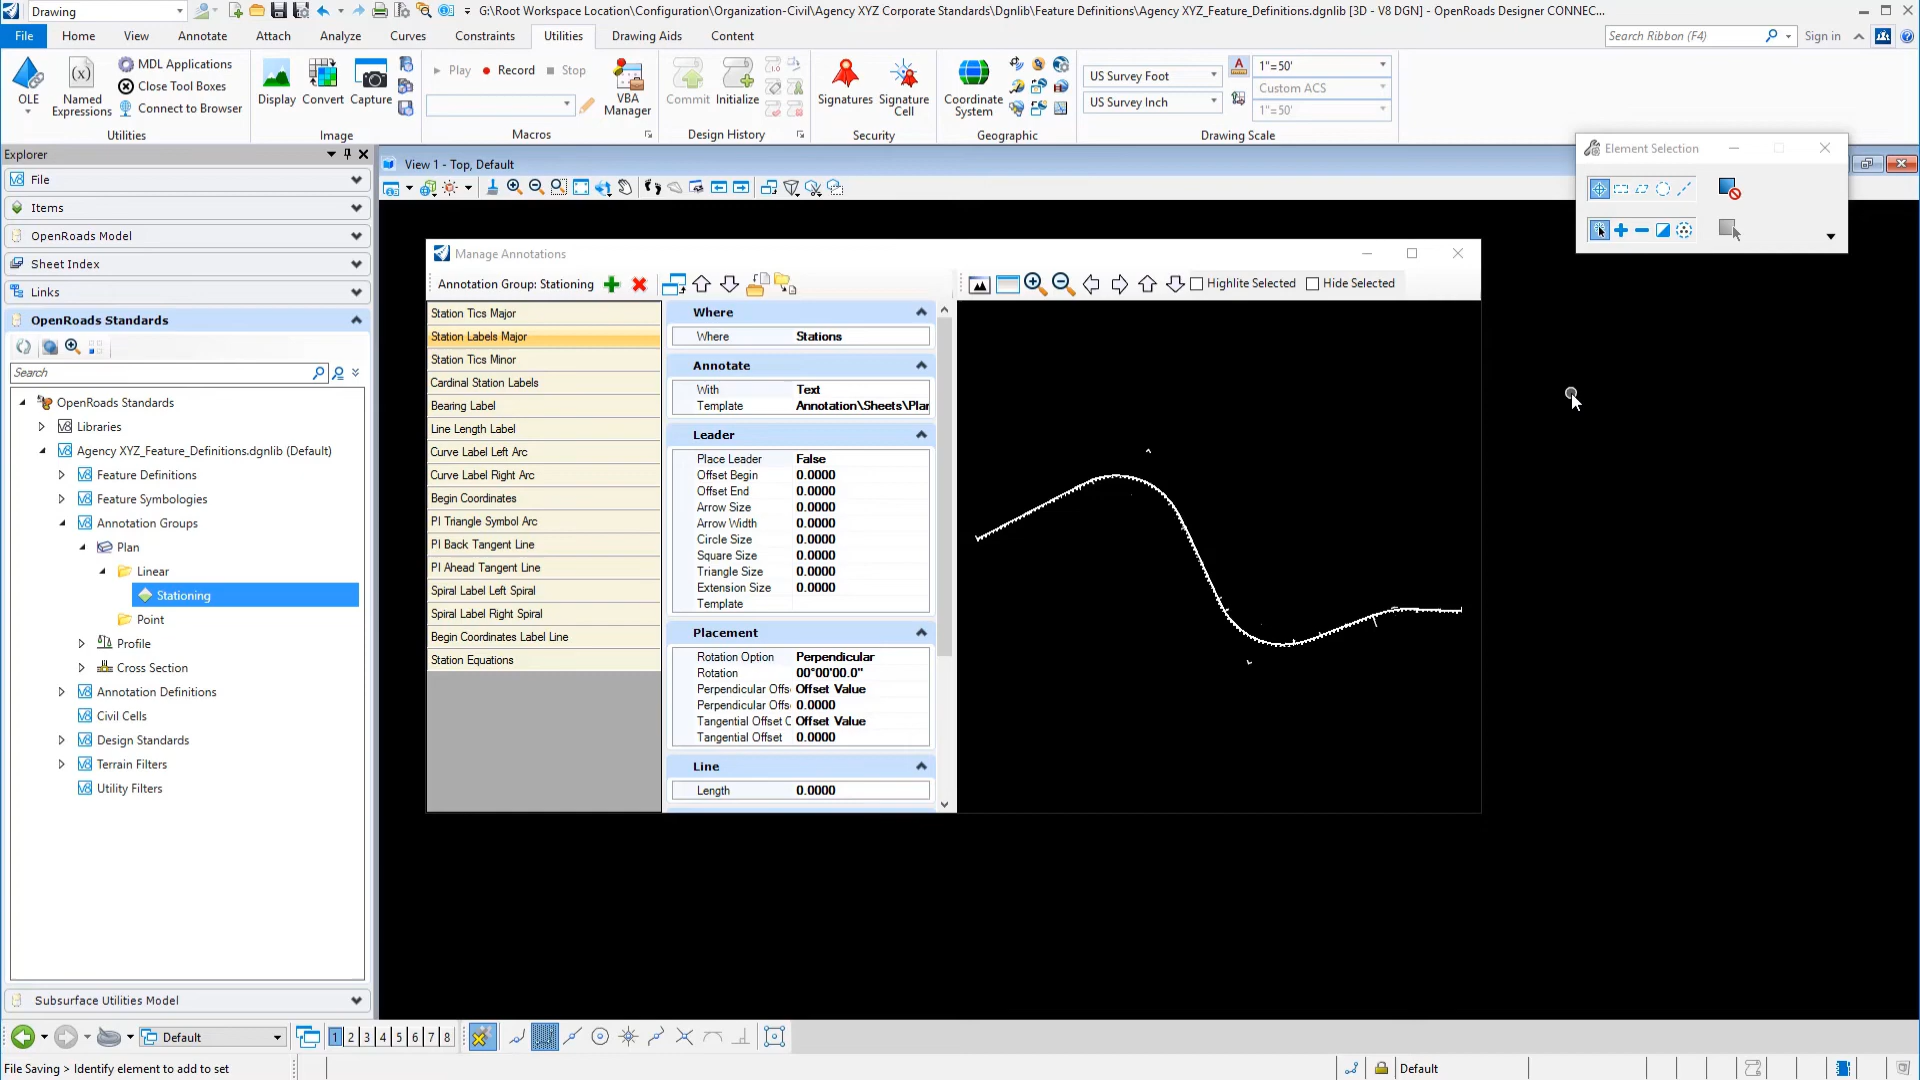 Drawing
G:\Root Workspace Location\Configuration\Organization-Civil\Agency XYZ Corporate Standards\Dgnlib\Feature Definitions\Agency XYZ_Feature_Definitions.dgnlib [3D - V8 DGN] - OpenRoads Designer CONNEC...
File Home View Annotate Attach Analyze Curves Constraints Utilities Drawing Aids Content
Search Ribbon (F4)
Sign in
OLE
Named Expressions
MDL Applications
Close Tool Boxes
Connect to Browser
Utilities
Display
Convert
Capture
Image
Play
Record
Stop
VBA Manager
Macros
Commit
Initialize
Design History
Signatures
Signature Cell
Security
Coordinate System
Geographic
US Survey Foot
US Survey Inch
1"=50'
Custom ACS
1"=50'
Drawing Scale
Explorer
File
Items
OpenRoads Model
Sheet Index
Links
OpenRoads Standards
Search
OpenRoads Standards
Libraries
Agency XYZ_Feature_Definitions.dgnlib (Default)
Feature Definitions
Feature Symbologies
Annotation Groups
Plan
Linear
Stationing
Point
Profile
Cross Section
Annotation Definitions
Civil Cells
Design Standards
Terrain Filters
Utility Filters
Subsurface Utilities Model
View 1 - Top, Default
Element Selection
Manage Annotations
Annotation Group: Stationing
Highlite Selected
Hide Selected
Station Tics Major
Station Labels Major
Station Tics Minor
Cardinal Station Labels
Bearing Label
Line Length Label
Curve Label Left Arc
Curve Label Right Arc
Begin Coordinates
PI Triangle Symbol Arc
PI Back Tangent Line
PI Ahead Tangent Line
Spiral Label Left Spiral
Spiral Label Right Spiral
Begin Coordinates Label Line
Station Equations
Where
Where Stations
Annotate
With Text
Template Annotation\Sheets\Plan
Leader
Place Leader False
Offset Begin 0.0000
Offset End 0.0000
Arrow Size 0.0000
Arrow Width 0.0000
Circle Size 0.0000
Square Size 0.0000
Triangle Size 0.0000
Extension Size 0.0000
Template
Placement
Rotation Option Perpendicular
Rotation 00°00'00.0"
Perpendicular Offs Offset Value
Perpendicular Offs 0.0000
Tangential Offset C Offset Value
Tangential Offset 0.0000
Line
Length 0.0000
Default
1 2 3 4 5 6 7 8
File Saving > Identify element to add to set
Default